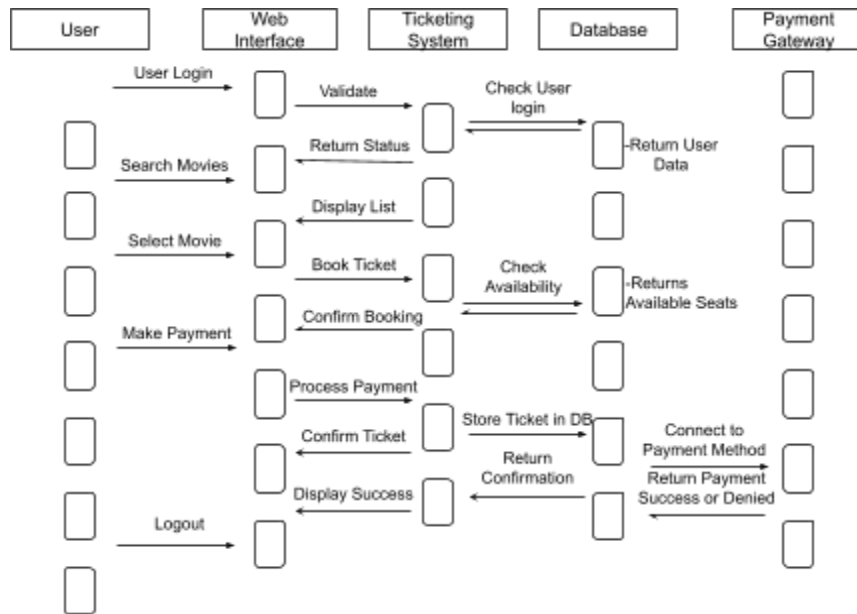 User
Web
Interface
Ticketing
System
Database
Payment
Gateway
User Login
Validate
Check User
login
Return Status
-Return User
Data
Search Movies
Display List
Select Movie
Book Ticket
Check
Availability
-Returns
Available Seats
Confirm Booking
Make Payment
Process Payment
Store Ticket in DB
Connect to
Payment Method
Confirm Ticket
Return
Confirmation
Return Payment
Success or Denied
Display Success
Logout